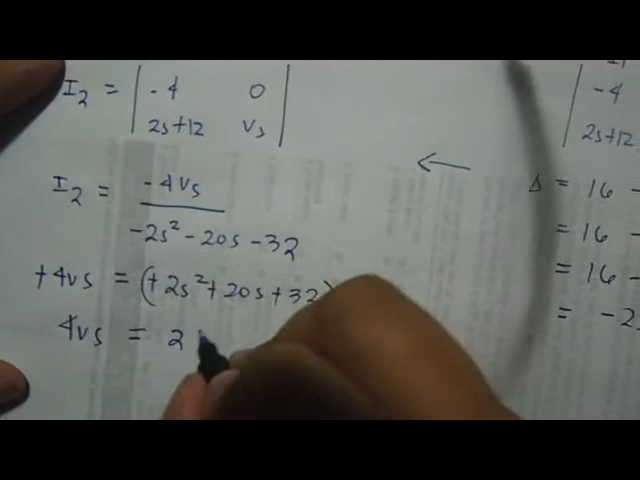 I₂ = | -4 0 |
| 2s+12 Vs |
I₂ = -4Vs
-2s² - 20s - 32
+4Vs = (+2s² + 20s + 32)
4Vs = 2
-4
2s+12
Δ = 16 -
= 16 -
= 16 -
= -2